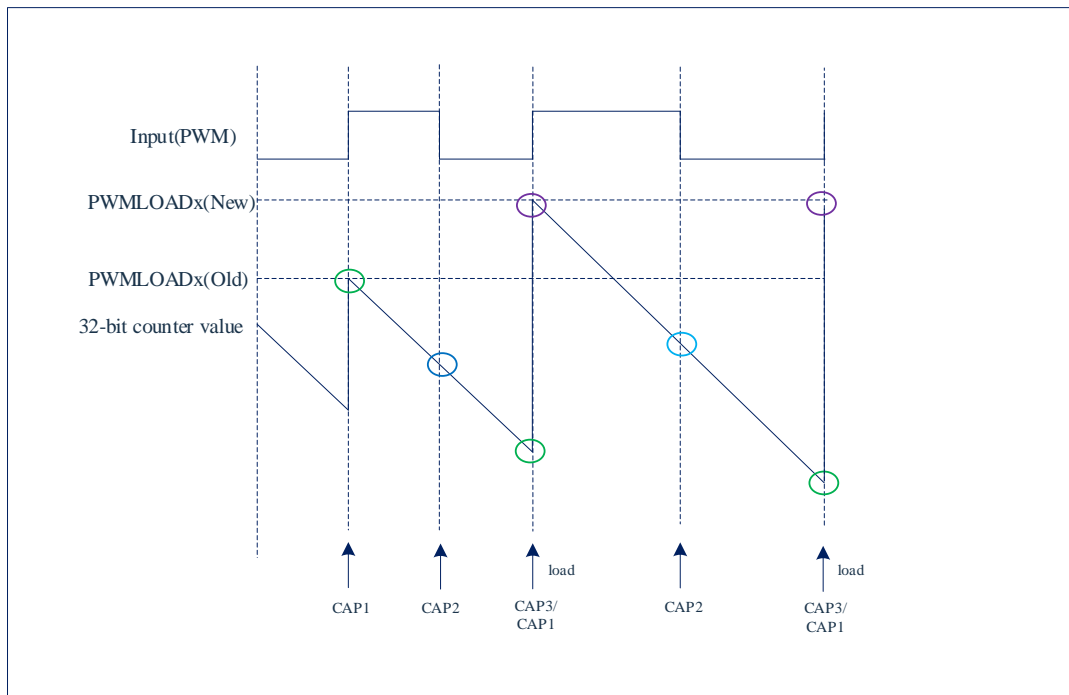 Input(PWM)
PWMLOADx(New)
PWMLOADx(Old)
32-bit counter value
load
load
CAP1
CAP2
CAP3/
CAP1
CAP2
CAP3/
CAP1